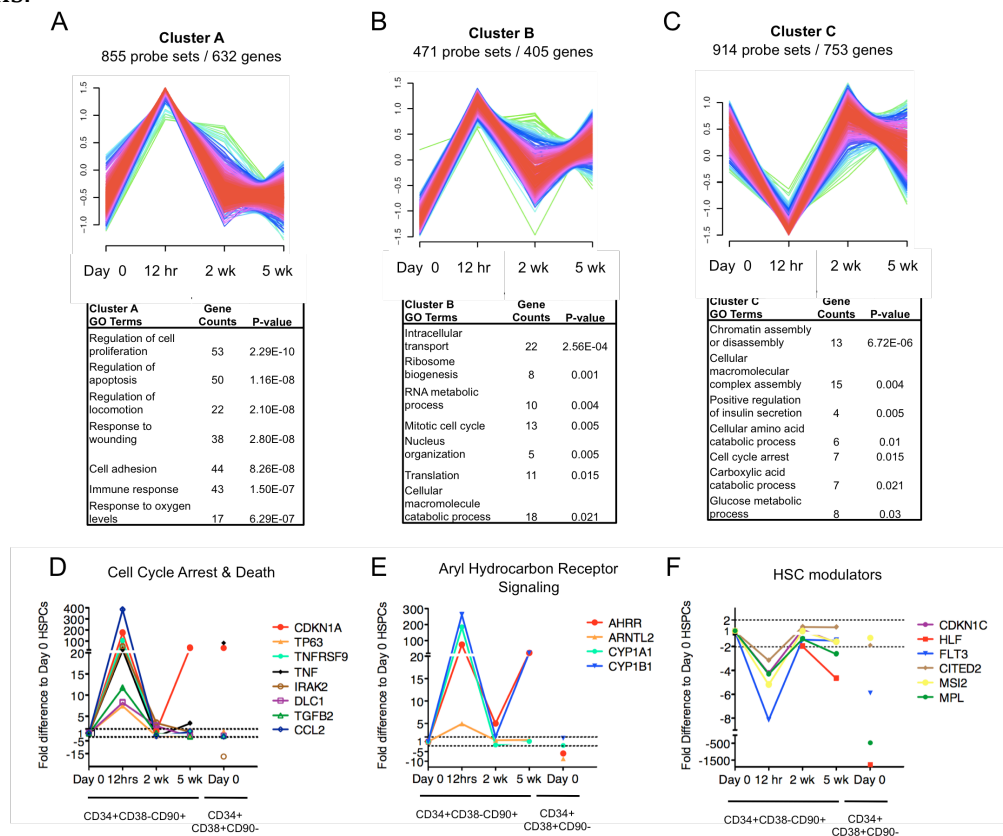 A
Cluster A
855 probe sets / 632 genes
1.5
1.0
0.5
0.0
-0.5
-1.0
Day 0 12 hr 2 wk 5 wk
Cluster A
GO Terms Gene Counts P-value
Regulation of cell proliferation 53 2.29E-10
Regulation of apoptosis 50 1.16E-08
Regulation of locomotion 22 2.10E-08
Response to wounding 38 2.80E-08
Cell adhesion 44 8.26E-08
Immune response 43 1.50E-07
Response to oxygen levels 17 6.29E-07
B
Cluster B
471 probe sets / 405 genes
1.5
1.0
0.5
0.0
-0.5
-1.0
-1.5
Day 0 12 hr 2 wk 5 wk
Cluster B
GO Terms Gene Counts P-value
Intracellular transport 22 2.56E-04
Ribosome biogenesis 8 0.001
RNA metabolic process 10 0.004
Mitotic cell cycle 13 0.005
Nucleus organization 5 0.005
Translation 11 0.015
Cellular macromolecule catabolic process 18 0.021
C
Cluster C
914 probe sets / 753 genes
1.0
0.5
0.0
-0.5
-1.0
-1.5
Day 0 12 hr 2 wk 5 wk
Cluster C
GO Terms Gene Counts P-value
Chromatin assembly or disassembly 13 6.72E-06
Cellular macromolecular complex assembly 15 0.004
Positive regulation of insulin secretion 4 0.005
Cellular amino acid catabolic process 6 0.01
Cell cycle arrest 7 0.015
Carboxylic acid catabolic process 7 0.021
Glucose metabolic process 8 0.03
D
Cell Cycle Arrest & Death
Fold difference to Day 0 HSPCs
400
300
200
100
20
15
10
5
1
-5
-15
Day 0 12hrs 2 wk 5 wk Day 0
CD34+CD38-CD90+
CD34+
CD38+CD90-
CDKN1A
TP63
TNFRSF9
TNF
IRAK2
DLC1
TGFB2
CCL2
E
Aryl Hydrocarbon Receptor
Signaling
Fold difference to Day 0 HSPCs
300
200
100
20
15
10
5
1
-5
-10
Day 0 12hrs 2 wk 5 wk Day 0
CD34+CD38-CD90+
CD34+
CD38+CD90-
AHRR
ARNTL2
CYP1A1
CYP1B1
F
HSC modulators
Fold difference to Day 0 HSPCs
2
1
-2
-4
-6
-8
-500
-1500
Day 0 12 hr 2 wk 5 wk Day 0
CD34+CD38-CD90+
CD34+
CD38+CD90-
CDKN1C
HLF
FLT3
CITED2
MSI2
MPL